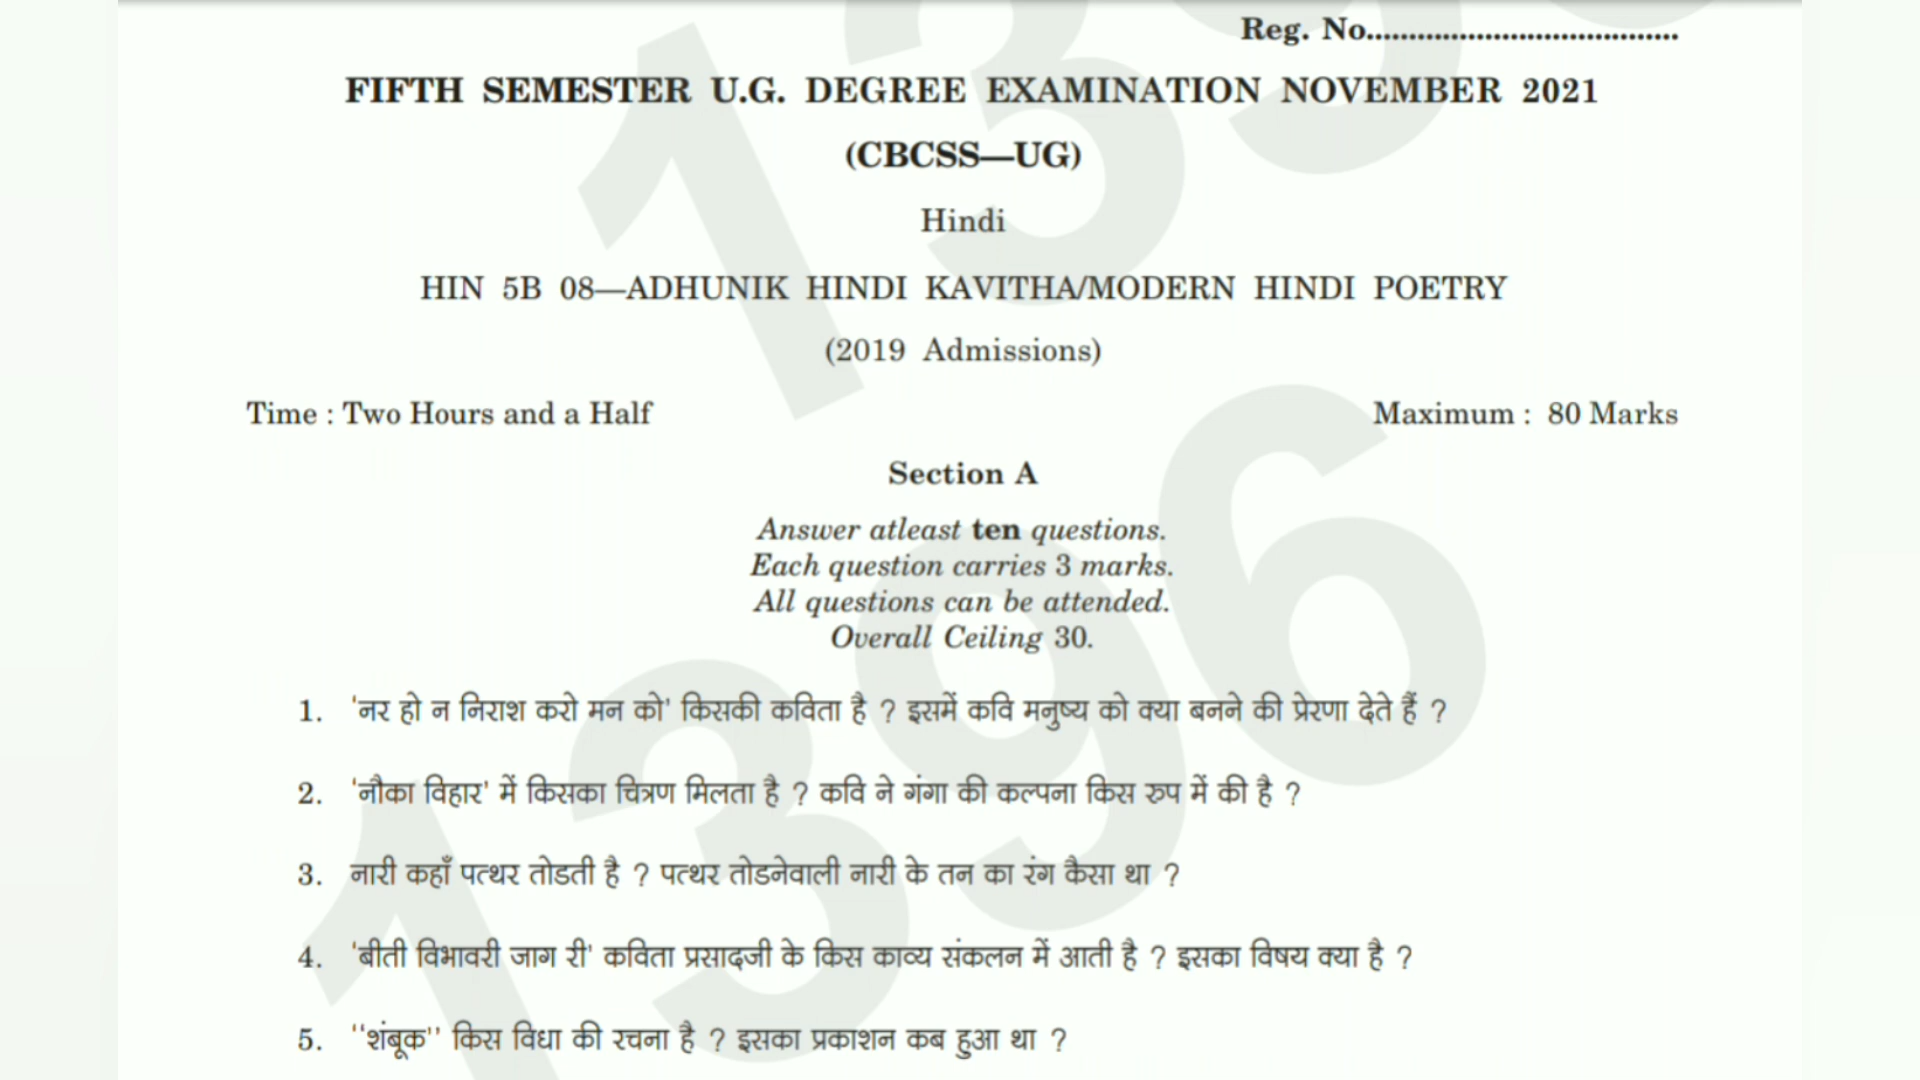 Reg. No.....................................
FIFTH SEMESTER U.G. DEGREE EXAMINATION NOVEMBER 2021
(CBCSS—UG)
Hindi
HIN 5B 08—ADHUNIK HINDI KAVITHA/MODERN HINDI POETRY
(2019 Admissions)
Time : Two Hours and a Half Maximum : 80 Marks
Section A
Answer atleast ten questions.
Each question carries 3 marks.
All questions can be attended.
Overall Ceiling 30.
1. 'नर हो न निराश करो मन को' किसकी कविता है ? इसमें कवि मनुष्य को क्या बनने की प्रेरणा देते हैं ?
2. 'नौका विहार' में किसका चित्रण मिलता है ? कवि ने गंगा की कल्पना किस रुप में की है ?
3. नारी कहाँ पत्थर तोडती है ? पत्थर तोडनेवाली नारी के तन का रंग कैसा था ?
4. 'बीती विभावरी जाग री' कविता प्रसादजी के किस काव्य संकलन में आती है ? इसका विषय क्या है ?
5. ''शंबूक'' किस विधा की रचना है ? इसका प्रकाशन कब हुआ था ?